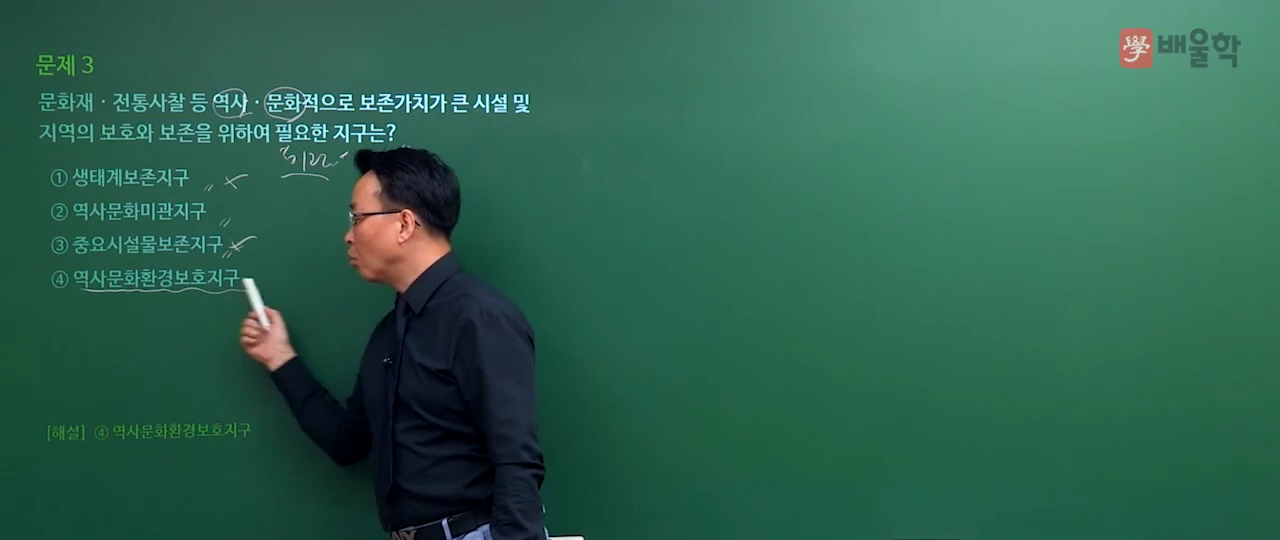 學 배울학
문제 3
문화재 · 전통사찰 등 역사 · 문화적으로 보존가치가 큰 시설 및
지역의 보호와 보존을 위하여 필요한 지구는?
① 생태계보존지구
② 역사문화미관지구
③ 중요시설물보존지구
④ 역사문화환경보호지구
[해설] ④ 역사문화환경보호지구